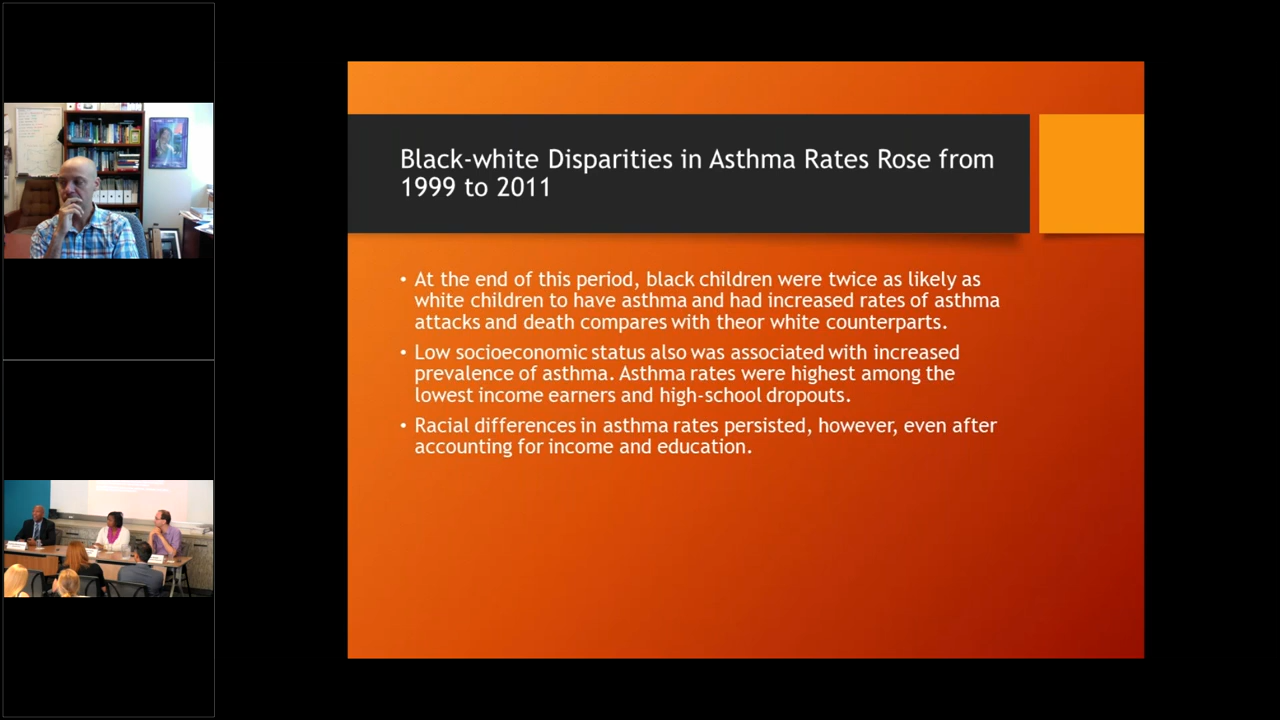 Black-white Disparities in Asthma Rates Rose from
1999 to 2011
• At the end of this period, black children were twice as likely as
white children to have asthma and had increased rates of asthma
attacks and death compares with theor white counterparts.
• Low socioeconomic status also was associated with increased
prevalence of asthma. Asthma rates were highest among the
lowest income earners and high-school dropouts.
• Racial differences in asthma rates persisted, however, even after
accounting for income and education.